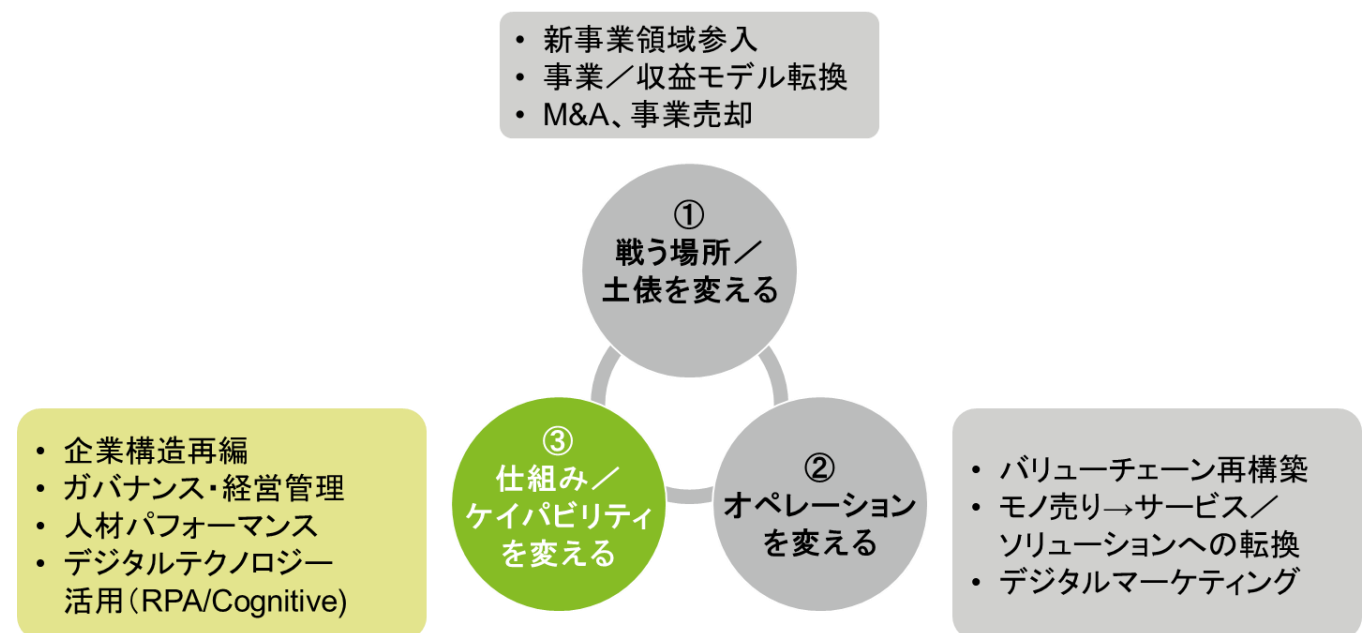 • 新事業領域参入
• 事業／収益モデル転換
• M&A、事業売却
①
戦う場所／
土俵を変える
③
仕組み／
ケイパビリティ
を変える
②
オペレーション
を変える
• 企業構造再編
• ガバナンス・経営管理
• 人材パフォーマンス
• デジタルテクノロジー
活用（RPA/Cognitive)
• バリューチェーン再構築
• モノ売り→サービス／
ソリューションへの転換
• デジタルマーケティング